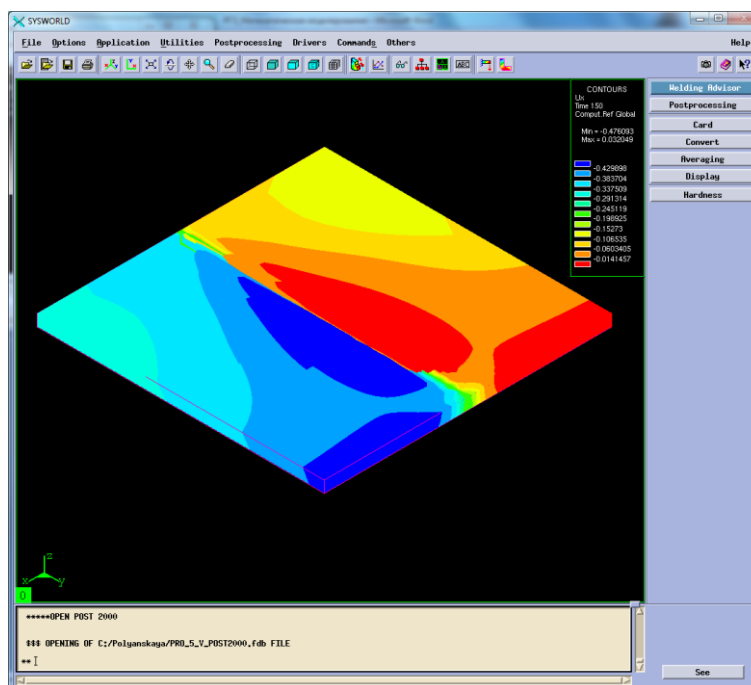 SYSWORLD
File Options Application Utilities Postprocessing Drivers Commands Others Help
CONTOURS
Ux
Time 150
Comput.Ref Global
Min = -0.476093
Max = 0.032049
-0.429898
-0.383704
-0.337509
-0.291314
-0.245119
-0.198925
-0.15273
-0.106535
-0.0603405
-0.0141457
Welding Advisor
Postprocessing
Card
Convert
Averaging
Display
Hardness
z
x y
0
*****OPEN POST 2000
$$$ OPENING OF C:/Polyanskaya/PRO_5_V_POST2000.fdb FILE
**
See